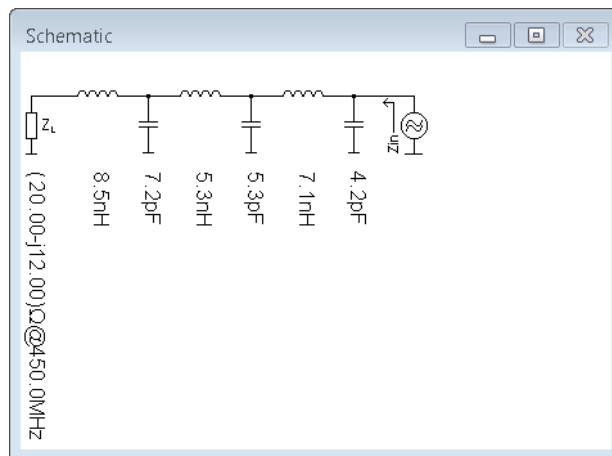 Schematic
ZL
Zin
8.5nH
7.2pF
5.3nH
5.3pF
7.1nH
4.2pF
(20.00-j12.00)Ω@450.0MHz